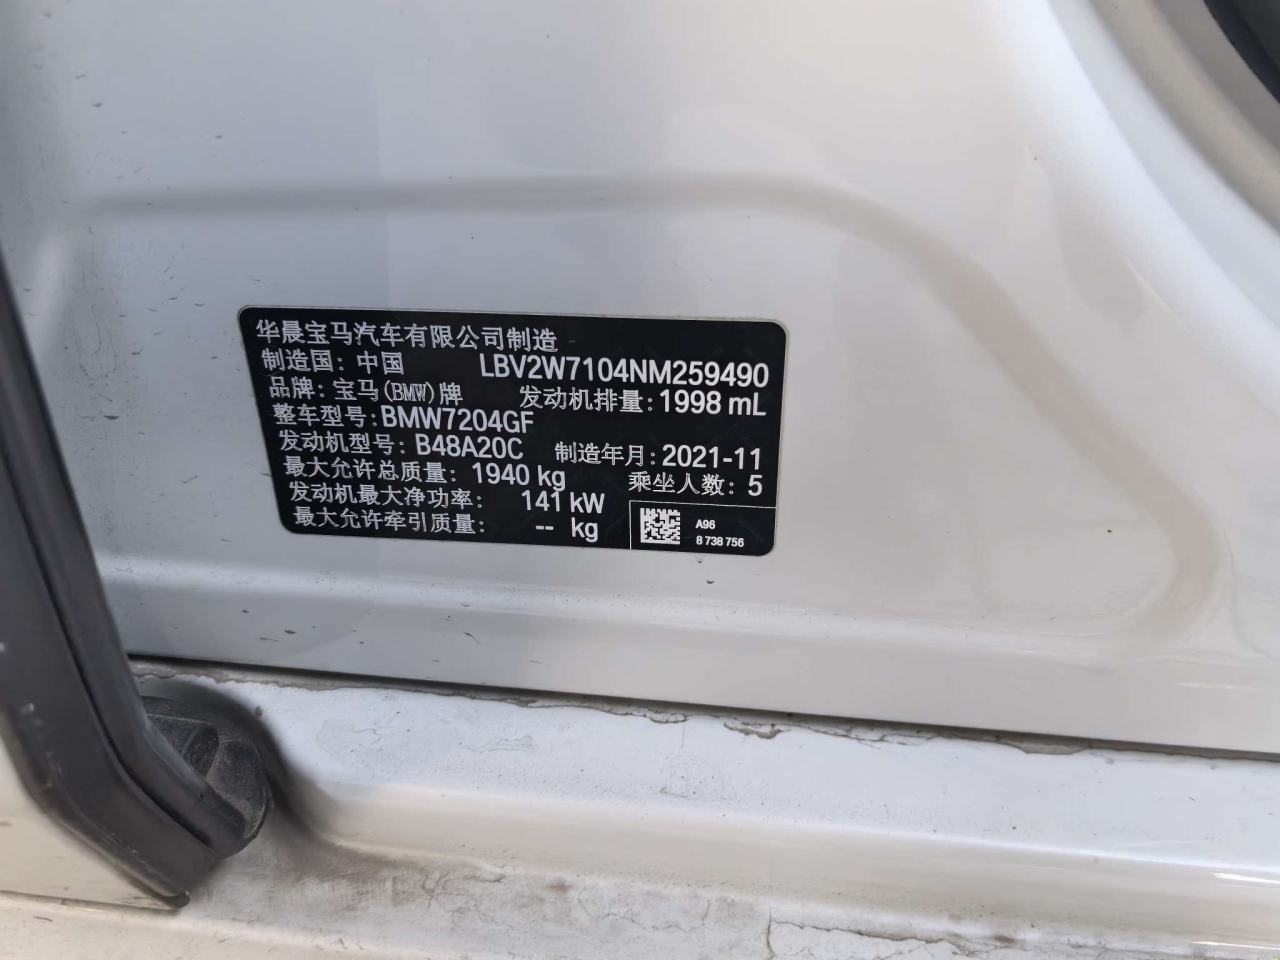 华晨宝马汽车有限公司制造
制造国：中国 LBV2W7104NM259490
品牌：宝马(BMW)牌 发动机排量：1998 mL
整车型号：BMW7204GF
发动机型号：B48A20C 制造年月：2021-11
最大允许总质量：1940 kg 乘坐人数：5
发动机最大净功率： 141 kW
最大允许牵引质量： -- kg
A96
8 738 756